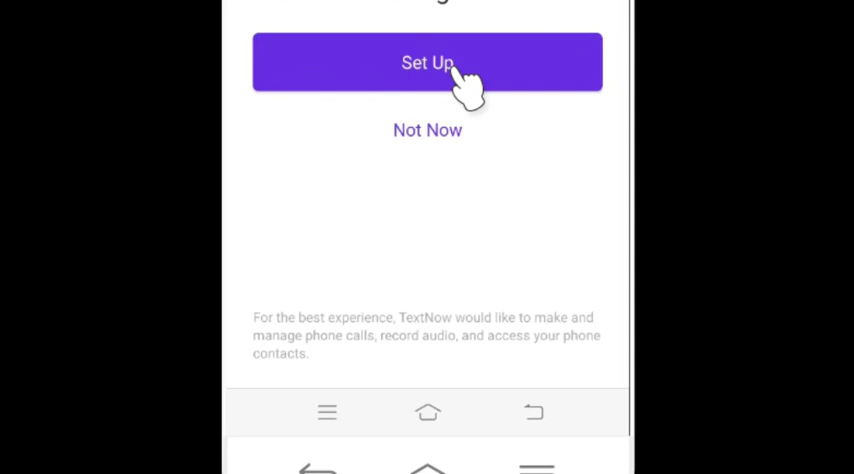 Set Up
Not Now
For the best experience, TextNow would like to make and
manage phone calls, record audio, and access your phone
contacts.